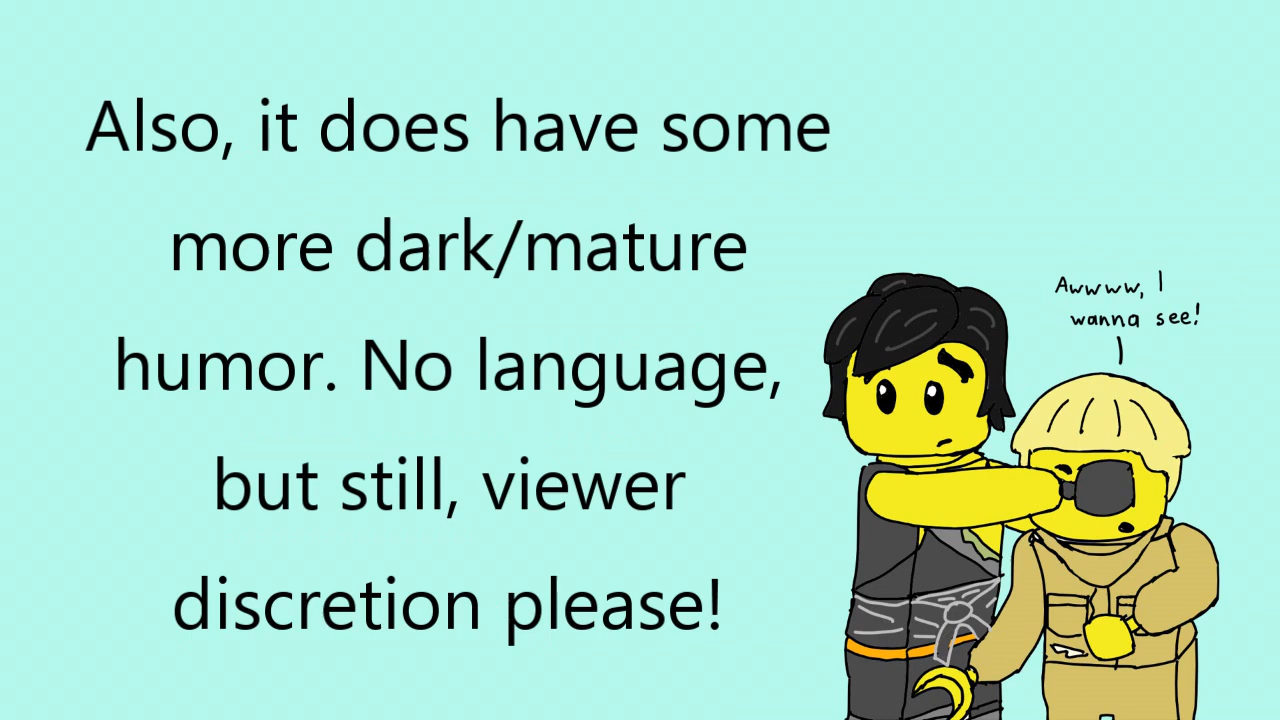 Also, it does have some
more dark/mature
humor. No language,
but still, viewer
discretion please!
Awwww, I
wanna see!